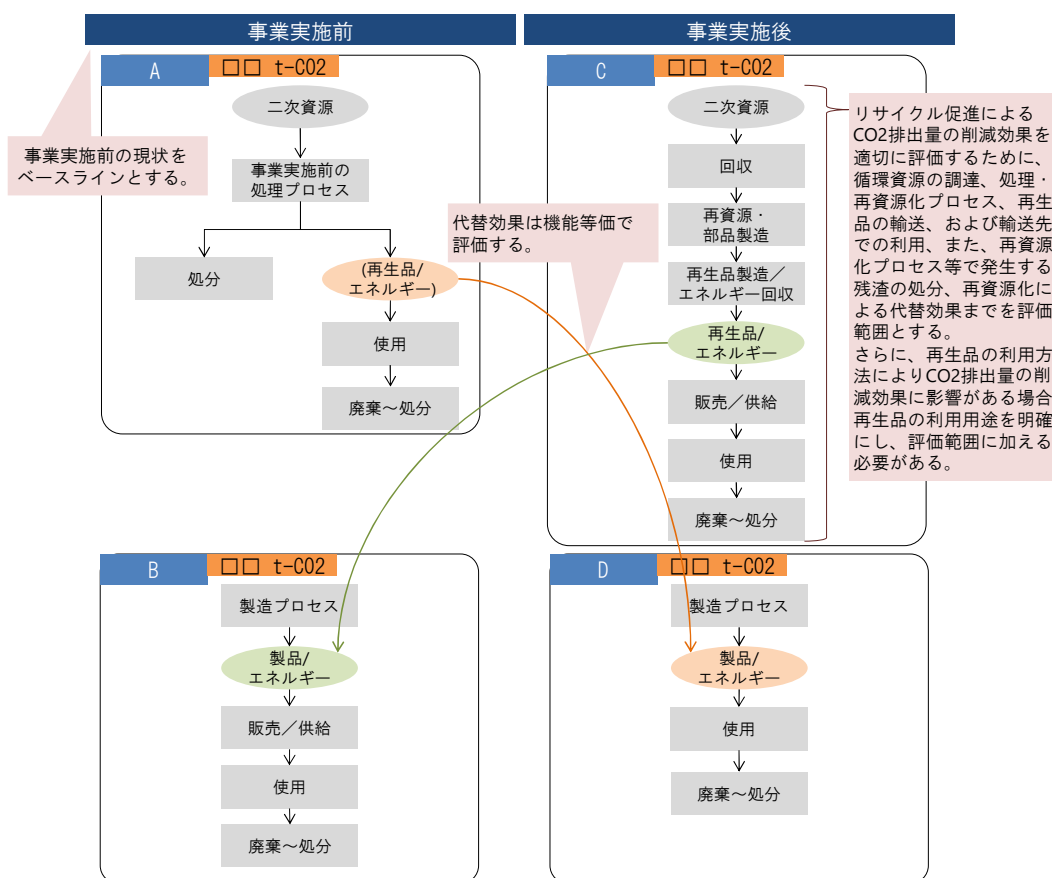 事業実施前
事業実施後
A
□□ t-CO2
二次資源
事業実施前の
処理プロセス
処分
(再生品/
エネルギー)
使用
廃棄～処分
事業実施前の現状を
ベースラインとする。
代替効果は機能等価で
評価する。
C
□□ t-CO2
二次資源
回収
再資源・
部品製造
再生品製造／
エネルギー回収
再生品/
エネルギー
販売／供給
使用
廃棄～処分
リサイクル促進による
CO2排出量の削減効果を
適切に評価するために、
循環資源の調達、処理・
再資源化プロセス、再生
品の輸送、および輸送先
での利用、また、再資源
化プロセス等で発生する
残渣の処分、再資源化に
よる代替効果までを評価
範囲とする。
さらに、再生品の利用方
法によりCO2排出量の削
減効果に影響がある場合
再生品の利用用途を明確
にし、評価範囲に加える
必要がある。
B
□□ t-CO2
製造プロセス
製品/
エネルギー
販売／供給
使用
廃棄～処分
D
□□ t-CO2
製造プロセス
製品/
エネルギー
使用
廃棄～処分